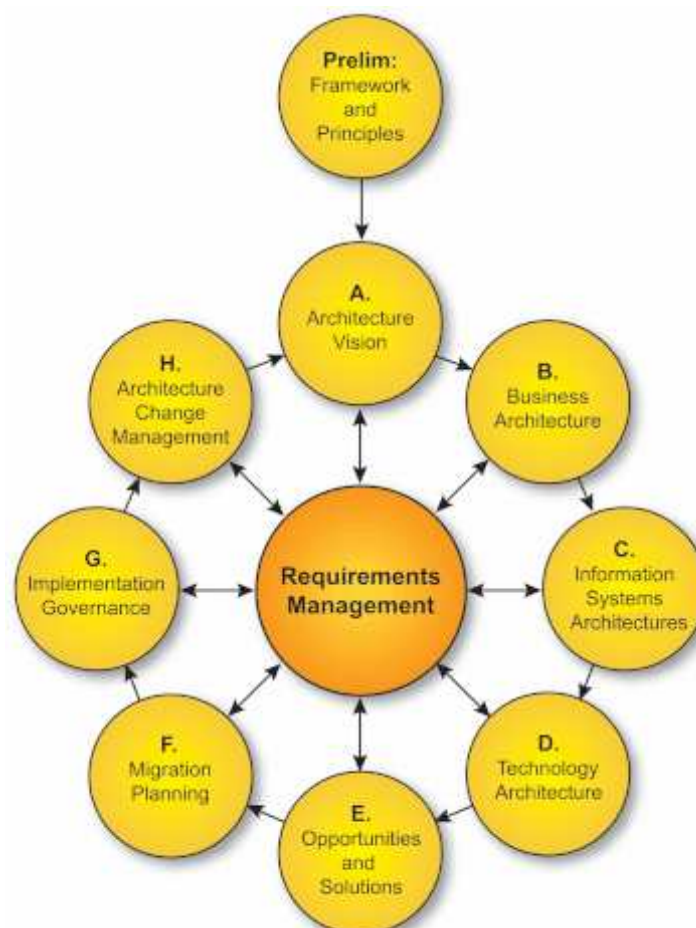 Prelim:
Framework
and
Principles
A.
Architecture
Vision
B.
Business
Architecture
C.
Information
Systems
Architectures
D.
Technology
Architecture
E.
Opportunities
and
Solutions
F.
Migration
Planning
G.
Implementation
Governance
H.
Architecture
Change
Management
Requirements
Management